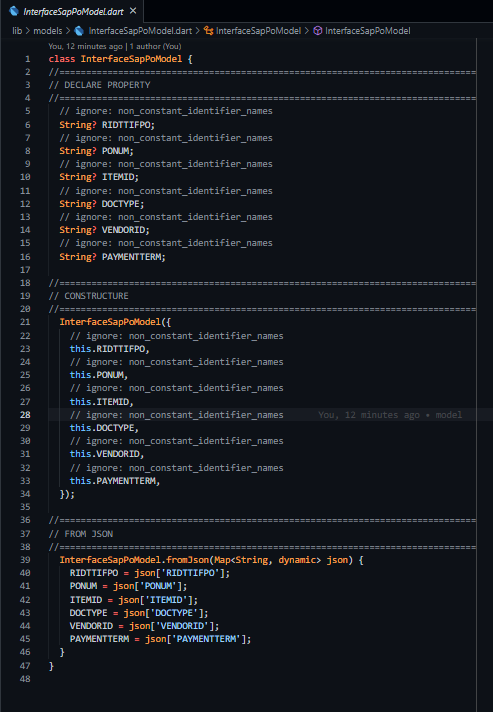 InterfaceSapPoModel.dart ×
lib > models > InterfaceSapPoModel.dart > InterfaceSapPoModel > InterfaceSapPoModel
You, 12 minutes ago | 1 author (You)
1 class InterfaceSapPoModel {
2 //==============================================================================
3 // DECLARE PROPERTY
4 //==============================================================================
5 // ignore: non_constant_identifier_names
6 String? RIDTTIFPO;
7 // ignore: non_constant_identifier_names
8 String? PONUM;
9 // ignore: non_constant_identifier_names
10 String? ITEMID;
11 // ignore: non_constant_identifier_names
12 String? DOCTYPE;
13 // ignore: non_constant_identifier_names
14 String? VENDORID;
15 // ignore: non_constant_identifier_names
16 String? PAYMENTTERM;
17
18 //==============================================================================
19 // CONSTRUCTURE
20 //==============================================================================
21 InterfaceSapPoModel({
22 // ignore: non_constant_identifier_names
23 this.RIDTTIFPO,
24 // ignore: non_constant_identifier_names
25 this.PONUM,
26 // ignore: non_constant_identifier_names
27 this.ITEMID,
28 // ignore: non_constant_identifier_names You, 12 minutes ago • model
29 this.DOCTYPE,
30 // ignore: non_constant_identifier_names
31 this.VENDORID,
32 // ignore: non_constant_identifier_names
33 this.PAYMENTTERM,
34 });
35
36 //==============================================================================
37 // FROM JSON
38 //==============================================================================
39 InterfaceSapPoModel.fromJson(Map<String, dynamic> json) {
40 RIDTTIFPO = json['RIDTTIFPO'];
41 PONUM = json['PONUM'];
42 ITEMID = json['ITEMID'];
43 DOCTYPE = json['DOCTYPE'];
44 VENDORID = json['VENDORID'];
45 PAYMENTTERM = json['PAYMENTTERM'];
46 }
47 }
48